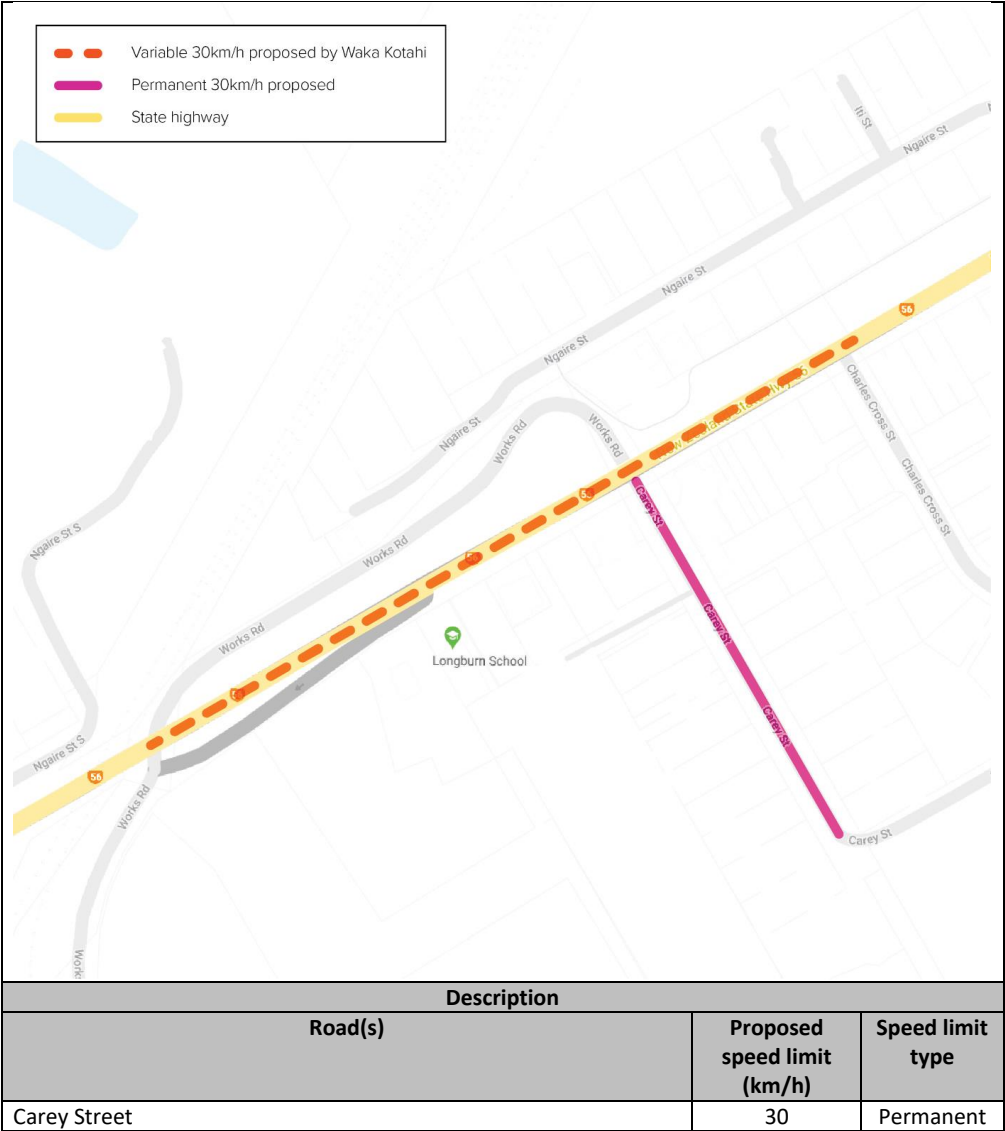 Variable 30km/h proposed by Waka Kotahi
Permanent 30km/h proposed
State highway
Iti St
Ngaire St
Ngaire St
56
Ngaire St
Charles Cross St
Ngaire St
Works Rd
Works Rd
Carey St
Charles Cross St
Ngaire St S
Works Rd
Carey St
Works Rd
Longburn School
Carey St
Ngaire St S
56
Works Rd
Carey St
Description
Road(s)
Proposed
speed limit
(km/h)
Speed limit
type
Carey Street
30
Permanent